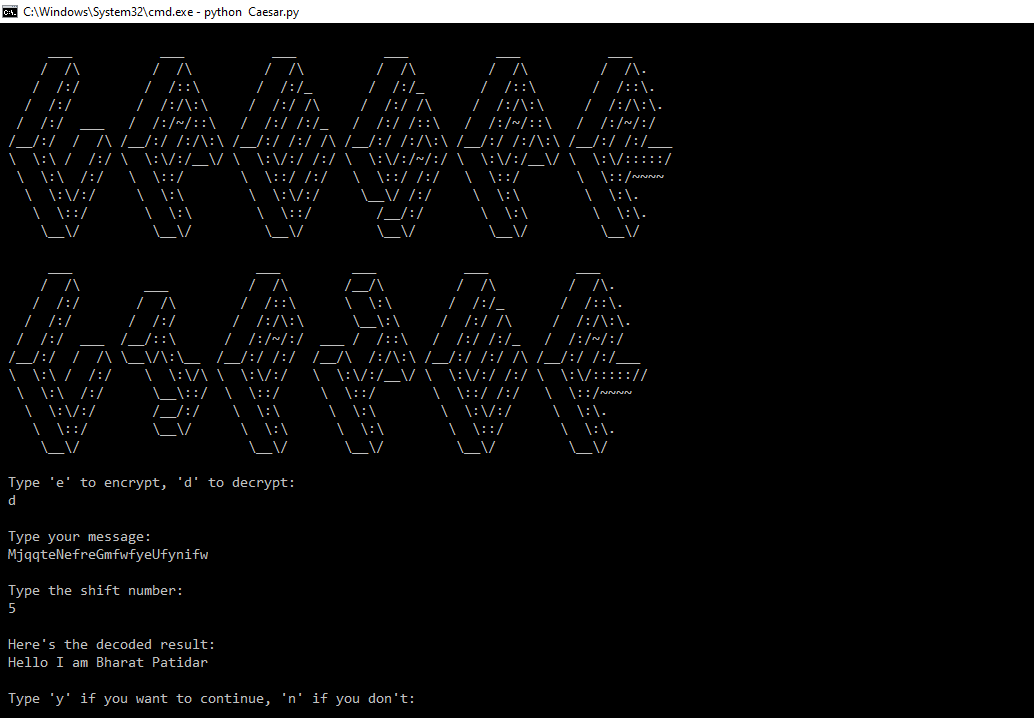 C:\Windows\System32\cmd.exe - python  Caesar.py
CAESAR
CIPHER
Type 'e' to encrypt, 'd' to decrypt:
d
Type your message:
MjqqteNefreGmfwfyeUfynifw
Type the shift number:
5
Here's the decoded result:
Hello I am Bharat Patidar
Type 'y' if you want to continue, 'n' if you don't: